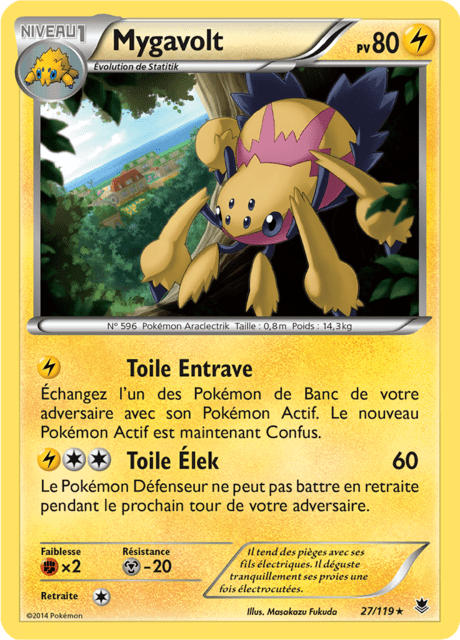 NIVEAU 1
Mygavolt
PV 80
Évolution de Statitik
N° 596 Pokémon Araclectrik Taille : 0,8m Poids : 14,3kg
Toile Entrave
Échangez l'un des Pokémon de Banc de votre
adversaire avec son Pokémon Actif. Le nouveau
Pokémon Actif est maintenant Confus.
Toile Élek 60
Le Pokémon Défenseur ne peut pas battre en retraite
pendant le prochain tour de votre adversaire.
Faiblesse
×2
Résistance
-20
Retraite
Il tend des pièges avec ses
fils électriques. Il déguste
tranquillement ses proies une
fois électrocutées.
©2014 Pokémon
Illus. Masakazu Fukuda
27/119 ★